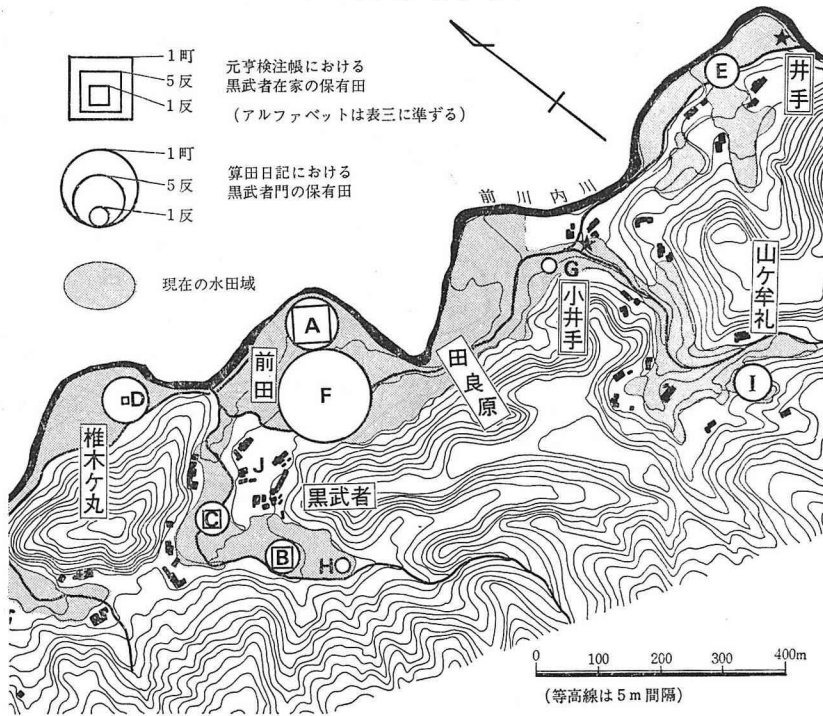 1町
5反
1反
元亨検注帳における
黒武者在家の保有田
(アルファベットは表三に準ずる)
1町
5反
1反
算田日記における
黒武者門の保有田
現在の水田域
E
井手
前川内川
G
小井手
山ケ牟礼
I
A
前田
F
田良原
D
椎木ケ丸
J
黒武者
C
B
H
0 100 200 300 400m
(等高線は5m間隔)